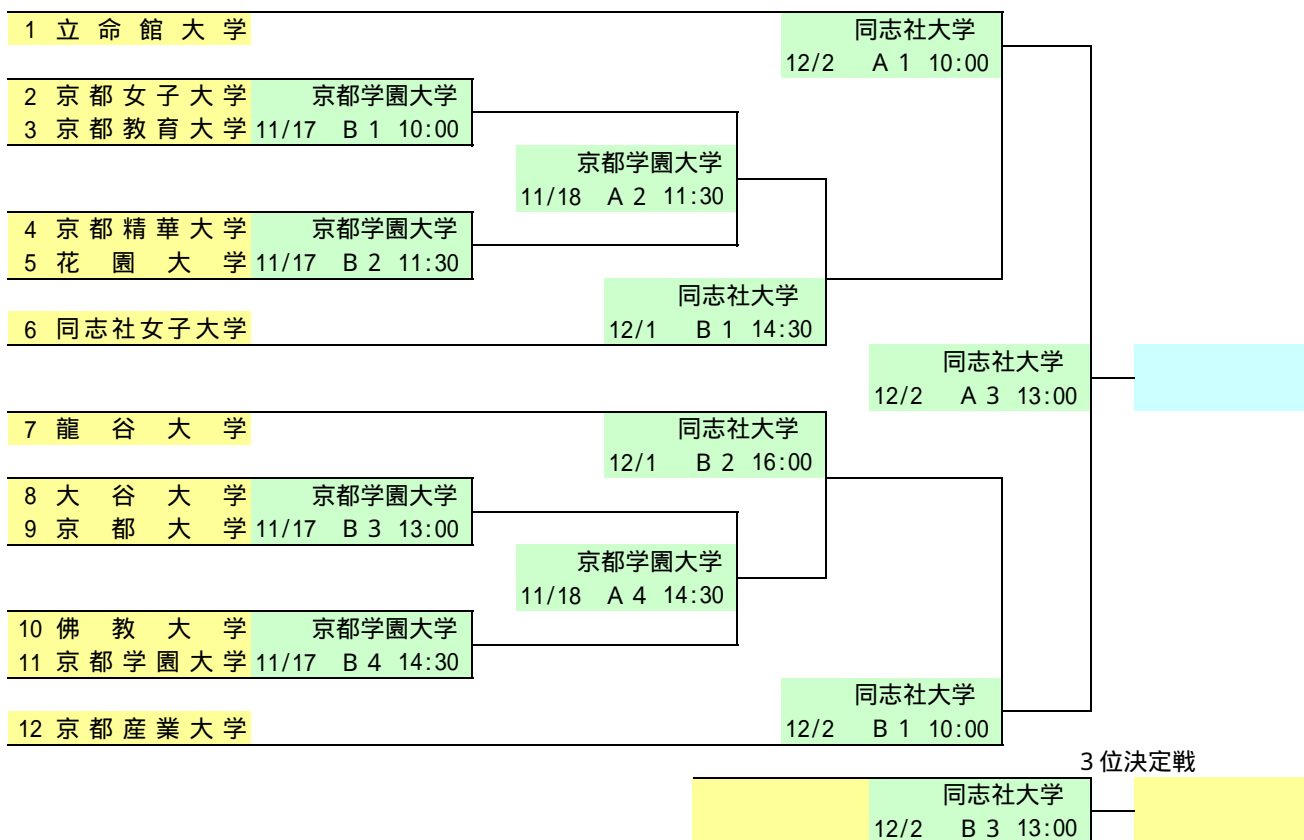 1 立命館大学 同志社大学
12/2 A 1 10:00
2 京都女子大学 京都学園大学
3 京都教育大学 11/17 B 1 10:00
京都学園大学
11/18 A 2 11:30
4 京都精華大学 京都学園大学
5 花園大学 11/17 B 2 11:30
同志社大学
6 同志社女子大学 12/1 B 1 14:30
同志社大学
12/2 A 3 13:00
7 龍谷大学 同志社大学
12/1 B 2 16:00
8 大谷大学 京都学園大学
9 京都大学 11/17 B 3 13:00
京都学園大学
11/18 A 4 14:30
10 佛教大学 京都学園大学
11 京都学園大学 11/17 B 4 14:30
同志社大学
12 京都産業大学 12/2 B 1 10:00
3位決定戦
同志社大学
12/2 B 3 13:00